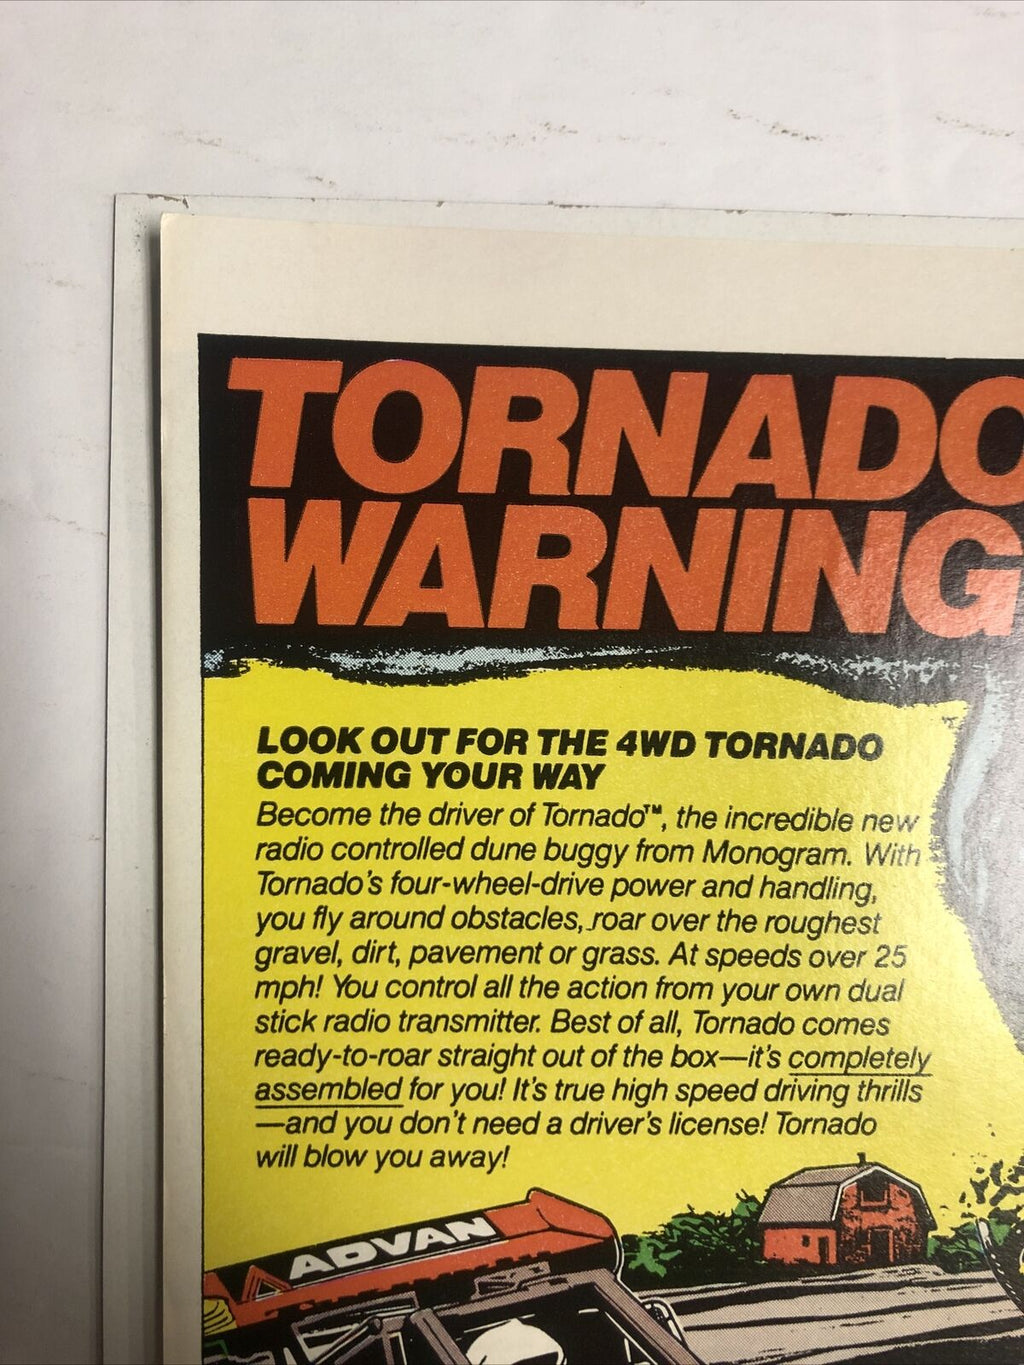 TORNADO
WARNING
LOOK OUT FOR THE 4WD TORNADO
COMING YOUR WAY
Become the driver of Tornado™, the incredible new
radio controlled dune buggy from Monogram. With
Tornado's four-wheel-drive power and handling,
you fly around obstacles, roar over the roughest
gravel, dirt, pavement or grass. At speeds over 25
mph! You control all the action from your own dual
stick radio transmitter. Best of all, Tornado comes
ready-to-roar straight out of the box—it's completely
assembled for you! It's true high speed driving thrills
—and you don't need a driver's license! Tornado
will blow you away!
ADVAN